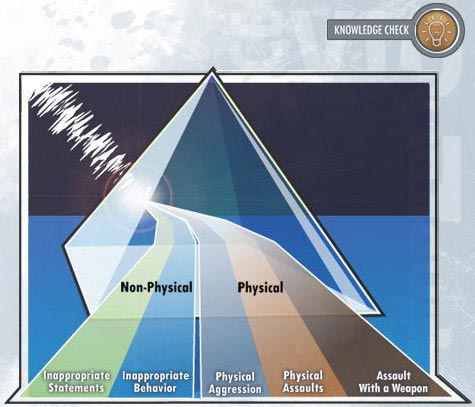 KNOWLEDGE CHECK
Non-Physical
Physical
Inappropriate
Statements
Inappropriate
Behavior
Physical
Aggression
Physical
Assaults
Assault
With a Weapon